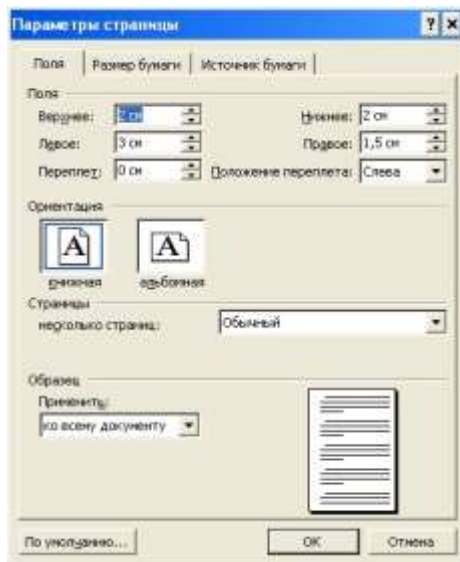 Параметры страницы
Поля Размер бумаги Источник бумаги
Поля
Верхнее: 2 см Нижнее: 2 см
Левое: 3 см Правое: 1,5 см
Переплет: 0 см Положение переплета: Слева
Ориентация
A A
книжная альбомная
Страницы
несколько страниц: Обычный
Образец
Применить:
ко всему документу
По умолчанию... ОК Отмена